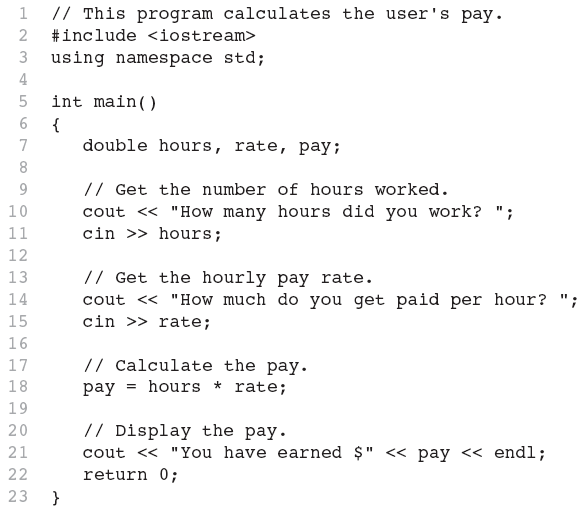 1 // This program calculates the user's pay.
2 #include <iostream>
3 using namespace std;
4
5 int main()
6 {
7    double hours, rate, pay;
8
9    // Get the number of hours worked.
10    cout << "How many hours did you work? ";
11    cin >> hours;
12
13    // Get the hourly pay rate.
14    cout << "How much do you get paid per hour? ";
15    cin >> rate;
16
17    // Calculate the pay.
18    pay = hours * rate;
19
20    // Display the pay.
21    cout << "You have earned $" << pay << endl;
22    return 0;
23 }